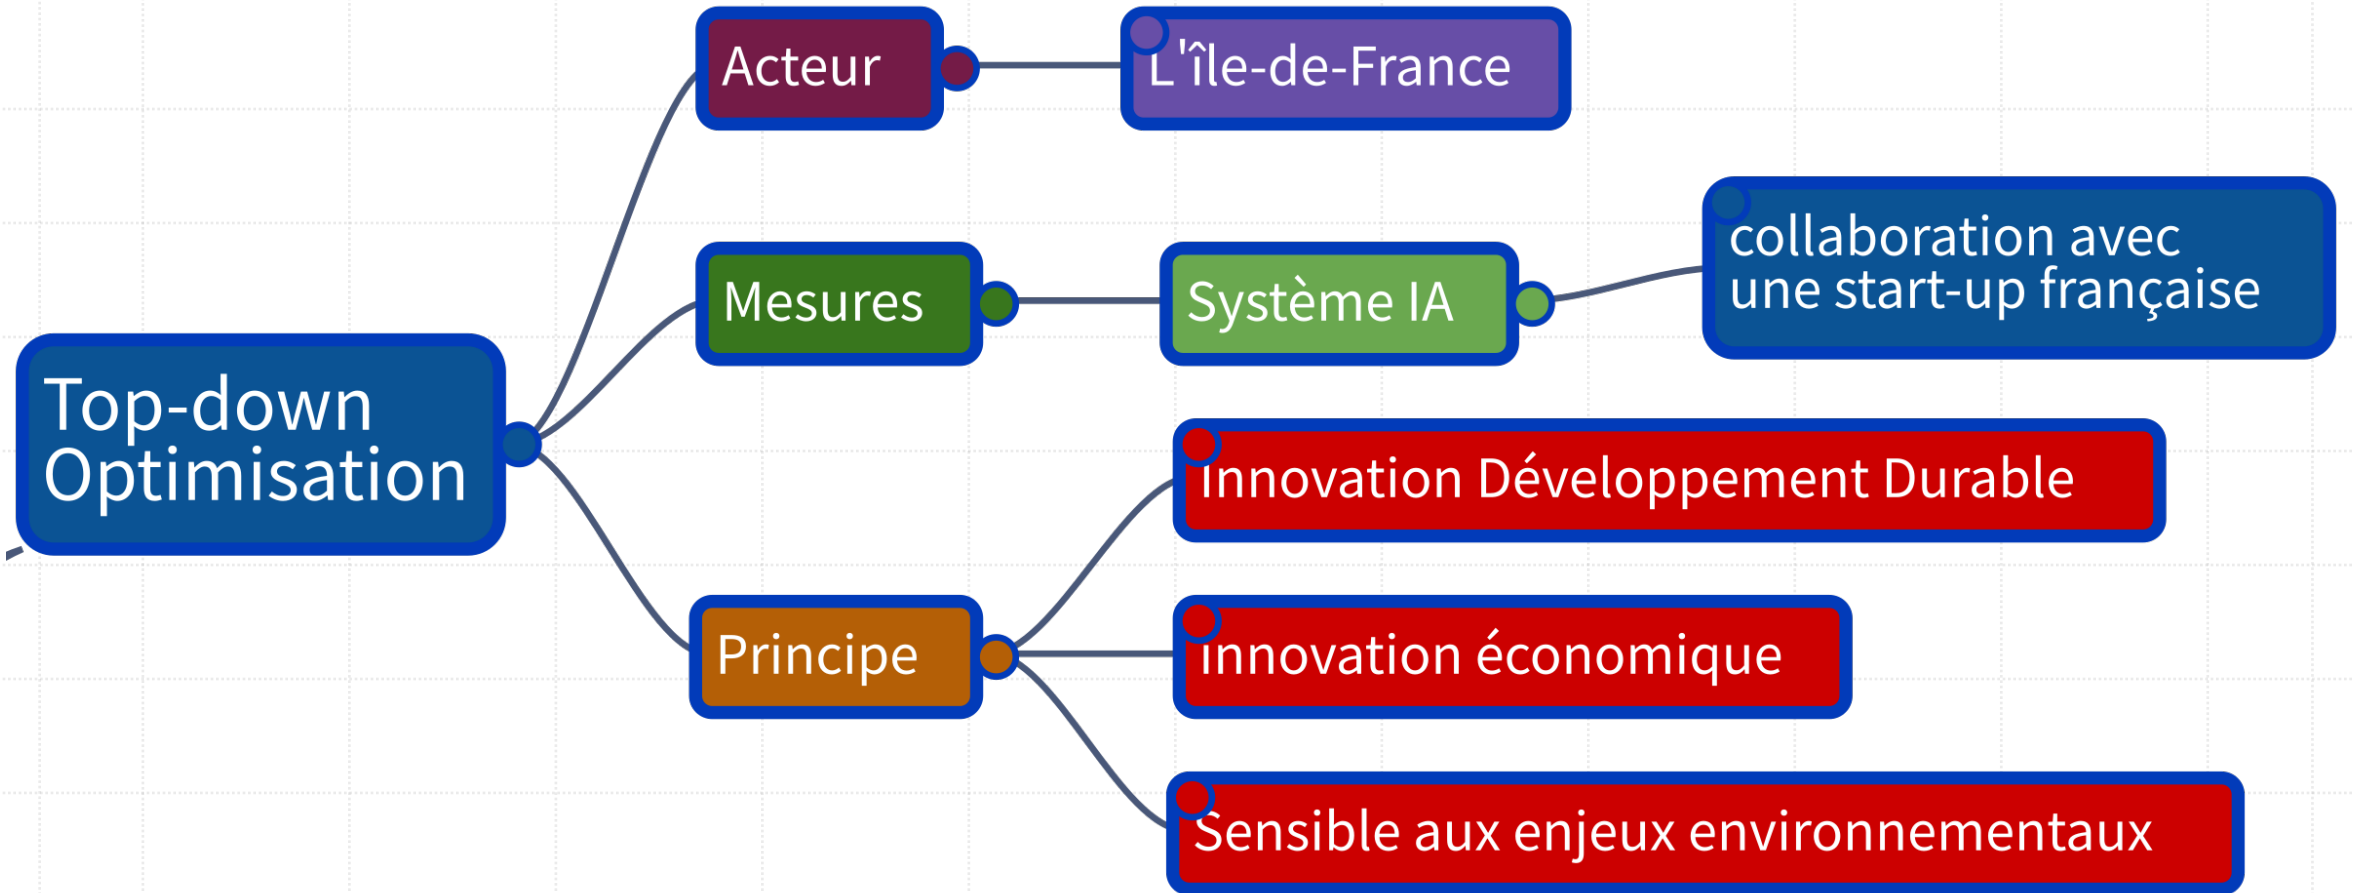 Acteur
L'île-de-France
collaboration avec
une start-up française
Mesures
Système IA
Top-down
Optimisation
Innovation Développement Durable
Principe
innovation économique
Sensible aux enjeux environnementaux